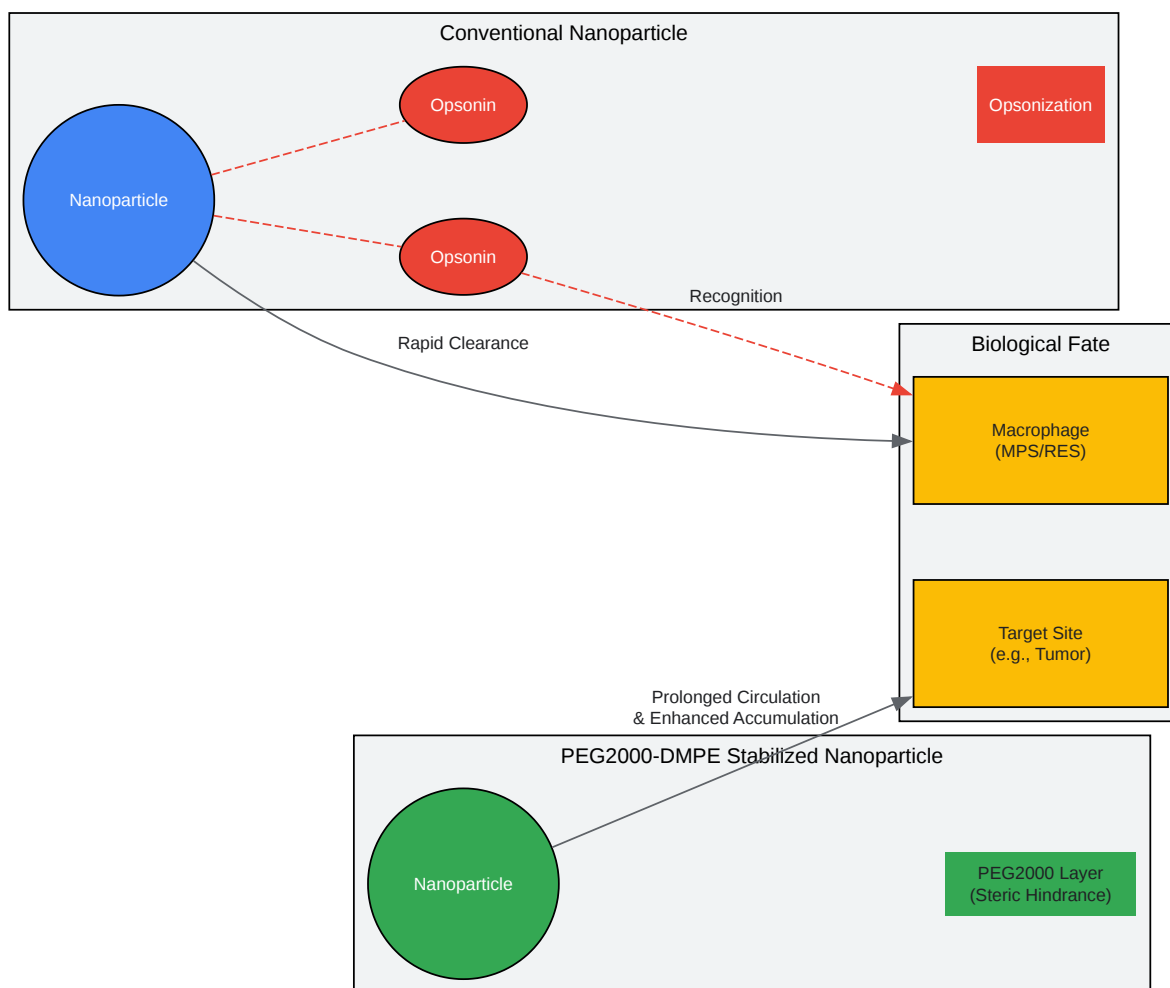 Conventional Nanoparticle
Opsonin
Opsonization
Nanoparticle
Opsonin
Recognition
Rapid Clearance
Biological Fate
Macrophage
(MPS/RES)
Target Site
(e.g., Tumor)
Prolonged Circulation
& Enhanced Accumulation
PEG2000-DMPE Stabilized Nanoparticle
Nanoparticle
PEG2000 Layer
(Steric Hindrance)